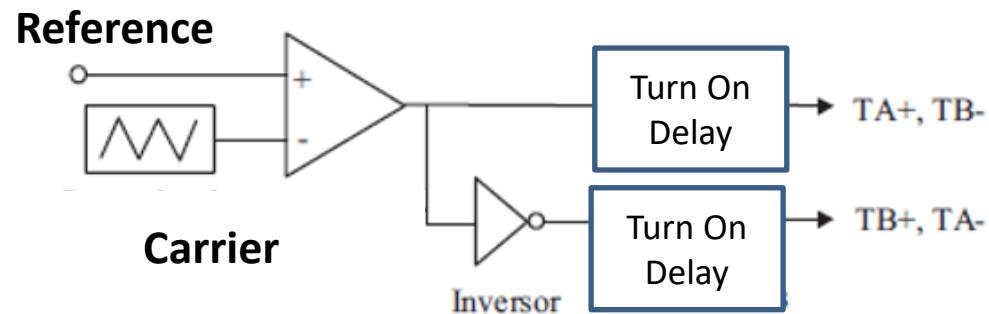 Reference
+
-
Turn On
Delay
TA+, TB-
Carrier
Inversor
Turn On
Delay
TB+, TA-